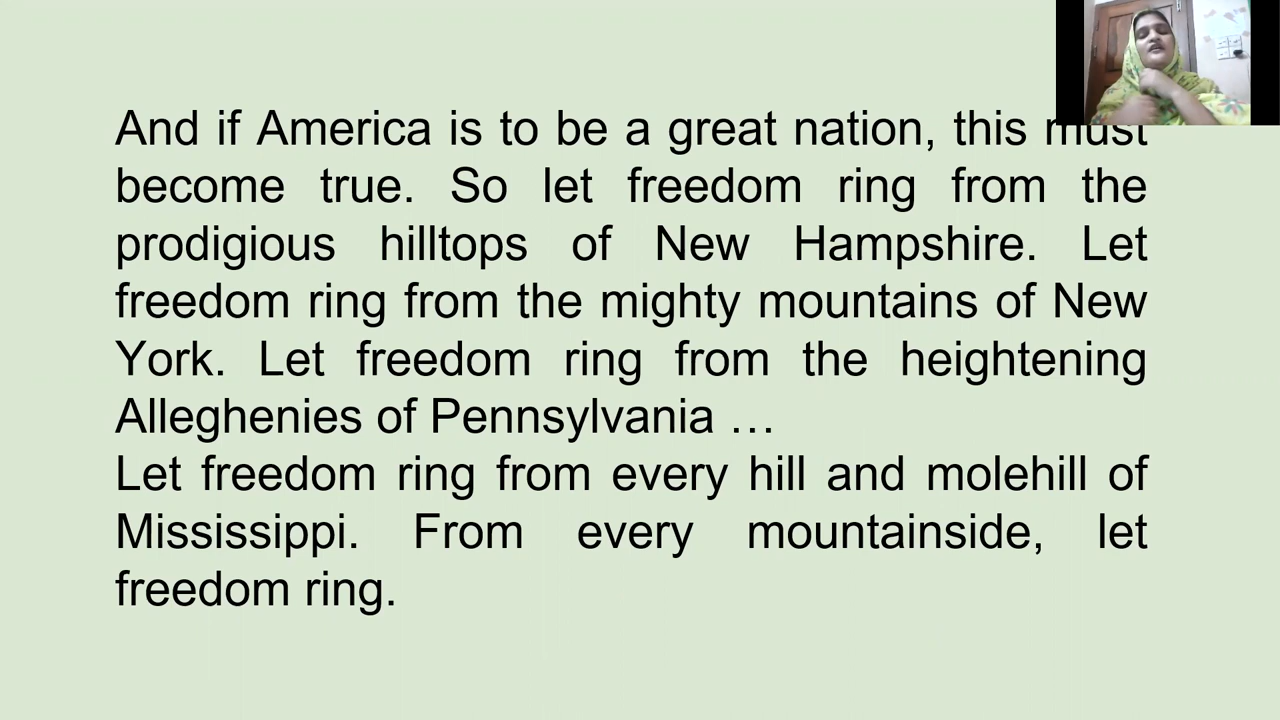 And if America is to be a great nation, this must
become true. So let freedom ring from the
prodigious hilltops of New Hampshire. Let
freedom ring from the mighty mountains of New
York. Let freedom ring from the heightening
Alleghenies of Pennsylvania …
Let freedom ring from every hill and molehill of
Mississippi. From every mountainside, let
freedom ring.